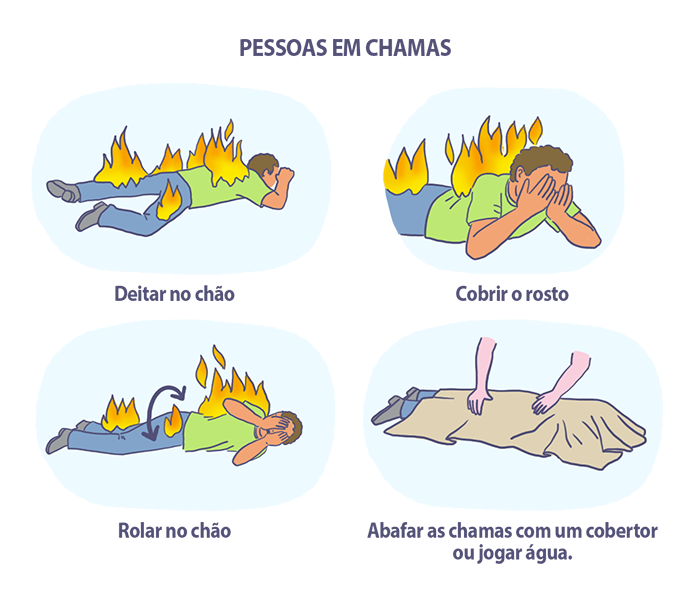 PESSOAS EM CHAMAS
Deitar no chão
Cobrir o rosto
Rolar no chão
Abafar as chamas com um cobertor
ou jogar água.